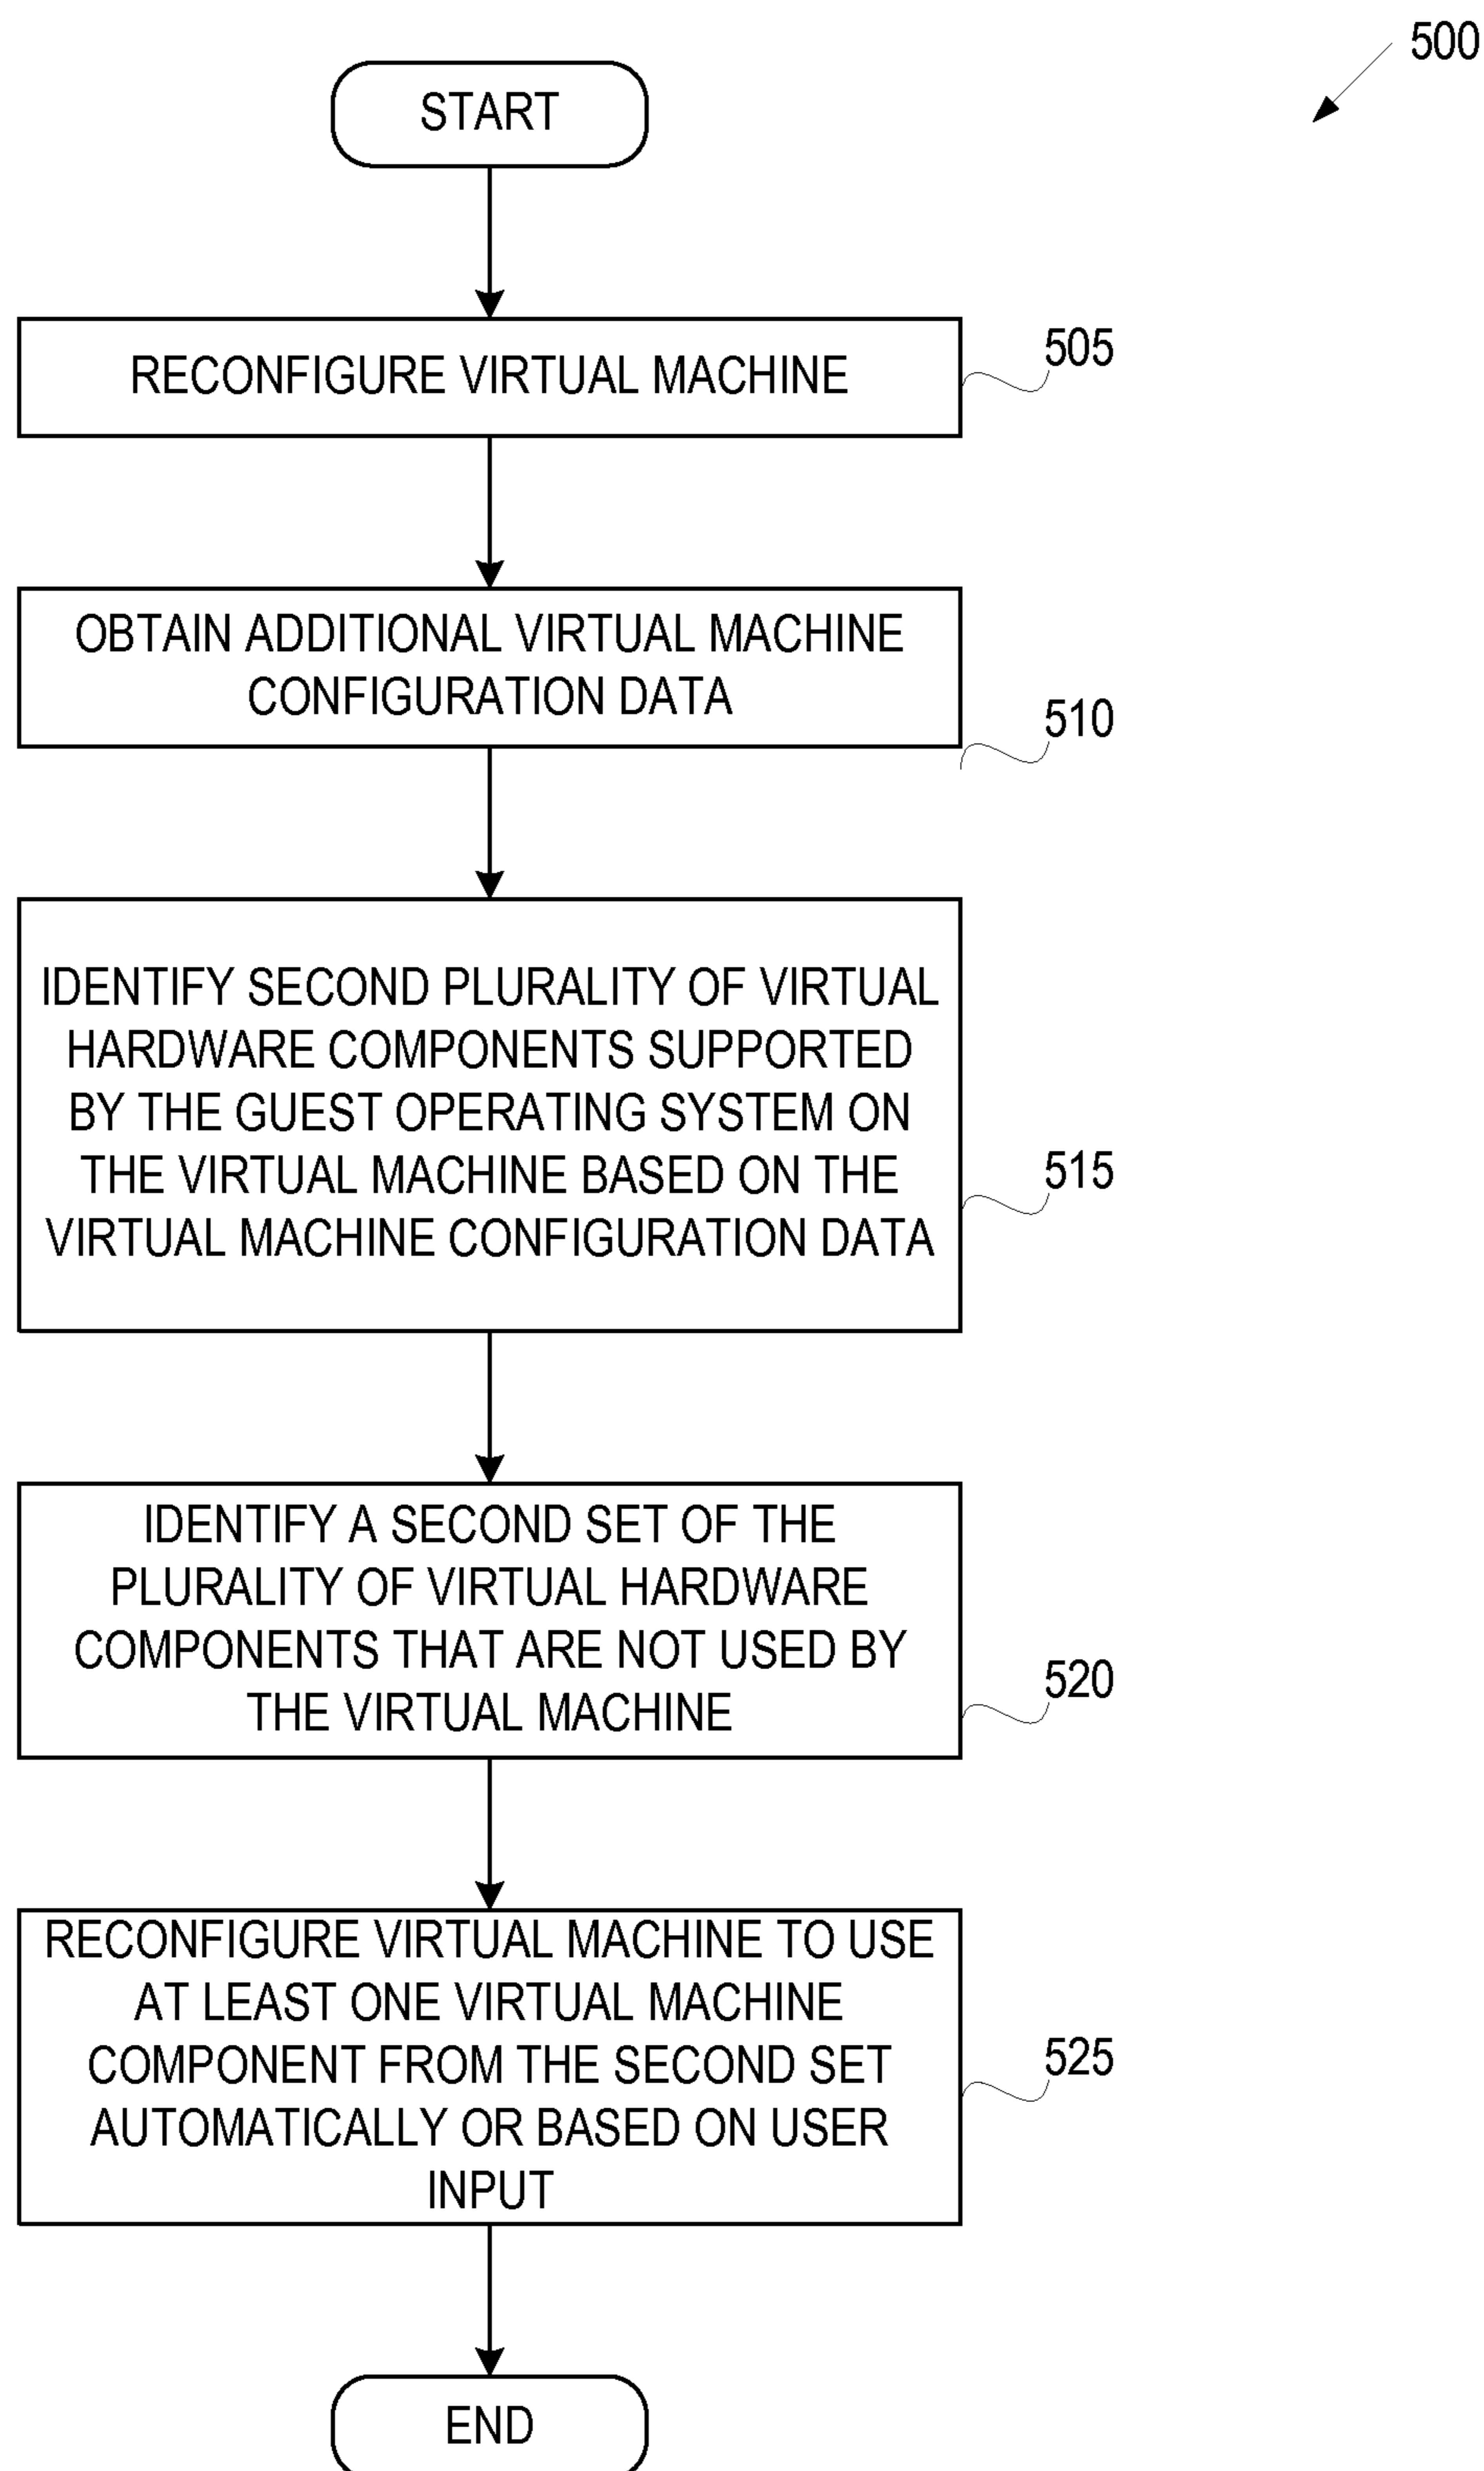 500
START
RECONFIGURE VIRTUAL MACHINE
505
OBTAIN ADDITIONAL VIRTUAL MACHINE
CONFIGURATION DATA
510
IDENTIFY SECOND PLURALITY OF VIRTUAL
HARDWARE COMPONENTS SUPPORTED
BY THE GUEST OPERATING SYSTEM ON
THE VIRTUAL MACHINE BASED ON THE
VIRTUAL MACHINE CONFIGURATION DATA
515
IDENTIFY A SECOND SET OF THE
PLURALITY OF VIRTUAL HARDWARE
COMPONENTS THAT ARE NOT USED BY
THE VIRTUAL MACHINE
520
RECONFIGURE VIRTUAL MACHINE TO USE
AT LEAST ONE VIRTUAL MACHINE
COMPONENT FROM THE SECOND SET
AUTOMATICALLY OR BASED ON USER
INPUT
525
END